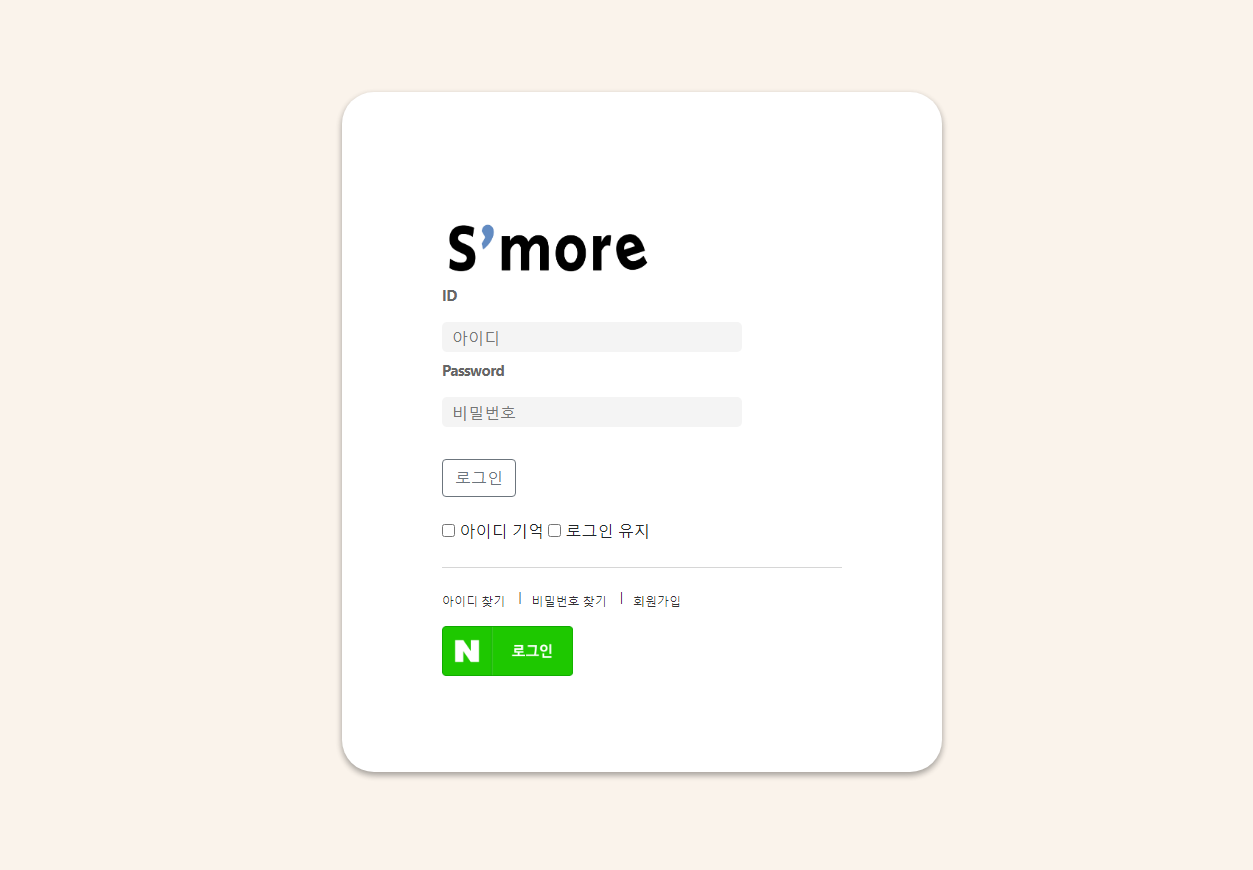 S'more
ID
아이디
Password
비밀번호
로그인
아이디 기억 로그인 유지
아이디 찾기 | 비밀번호 찾기 | 회원가입
N 로그인